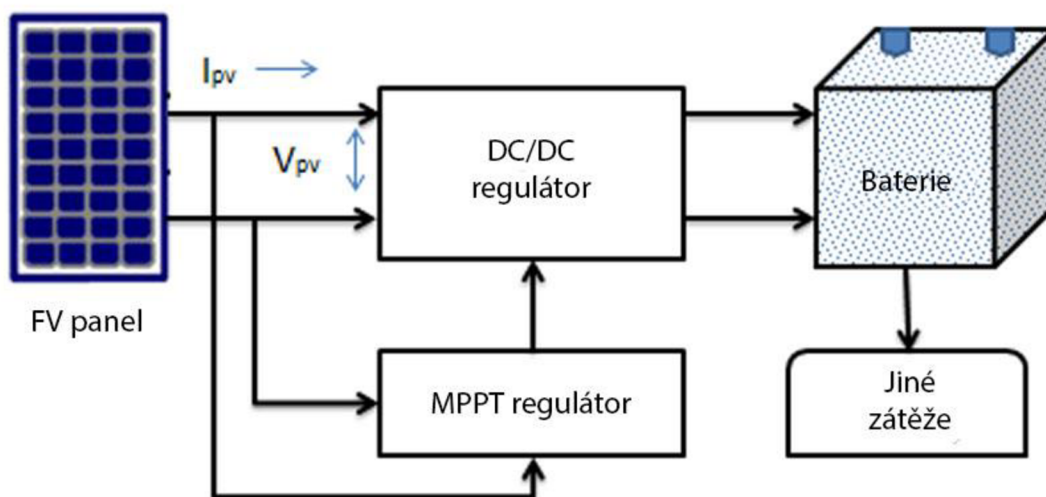 Ipv
Vpv
DC/DC
regulátor
Baterie
FV panel
MPPT regulátor
Jiné
zátěže